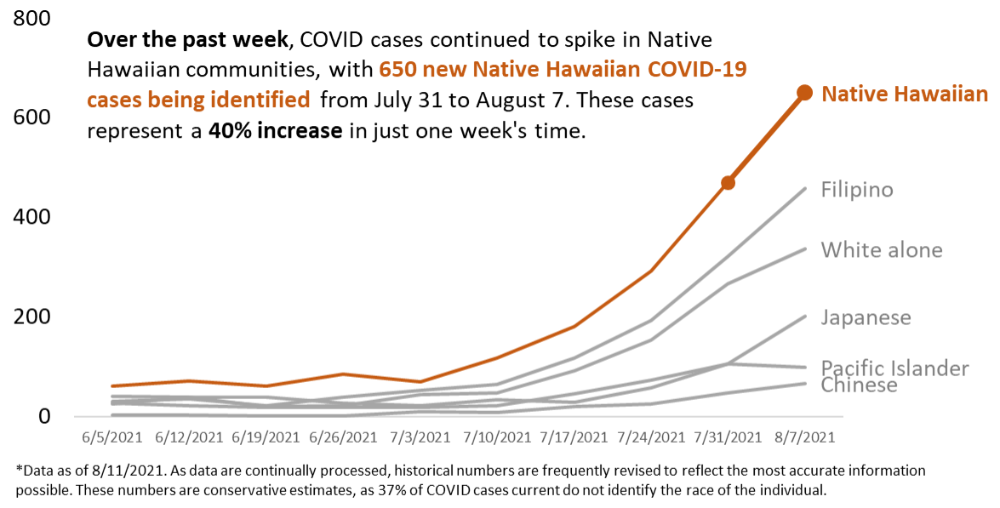 800
Over the past week, COVID cases continued to spike in Native
Hawaiian communities, with 650 new Native Hawaiian COVID-19
cases being identified from July 31 to August 7. These cases
represent a 40% increase in just one week's time.
600
400
200
0
Native Hawaiian
Filipino
White alone
Japanese
Pacific Islander
Chinese
6/5/2021 6/12/2021 6/19/2021 6/26/2021 7/3/2021 7/10/2021 7/17/2021 7/24/2021 7/31/2021 8/7/2021
*Data as of 8/11/2021. As data are continually processed, historical numbers are frequently revised to reflect the most accurate information
possible. These numbers are conservative estimates, as 37% of COVID cases current do not identify the race of the individual.